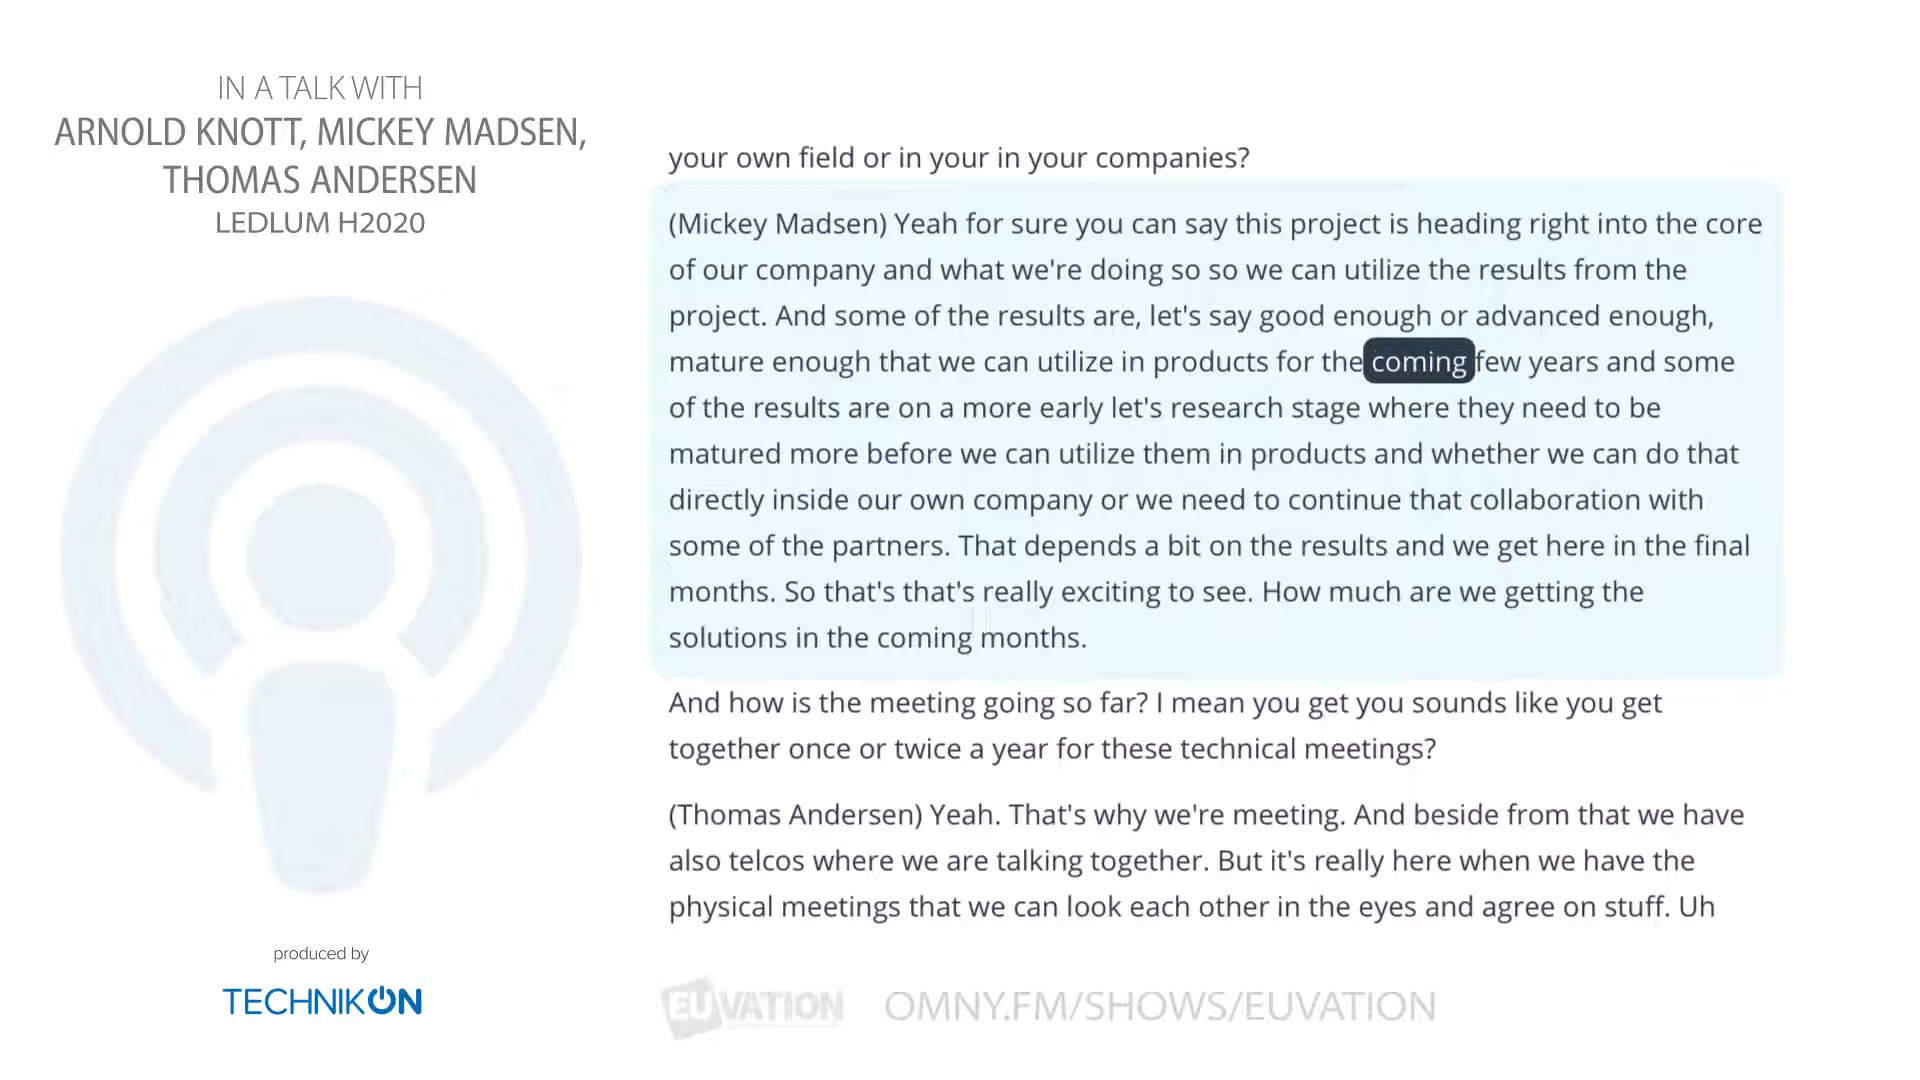 IN A TALK WITH
ARNOLD KNOTT, MICKEY MADSEN,
THOMAS ANDERSEN
LEDLUM H2020
produced by
TECHNIKON
your own field or in your in your companies?
(Mickey Madsen) Yeah for sure you can say this project is heading right into the core
of our company and what we're doing so so we can utilize the results from the
project. And some of the results are, let's say good enough or advanced enough,
mature enough that we can utilize in products for the coming few years and some
of the results are on a more early let's research stage where they need to be
matured more before we can utilize them in products and whether we can do that
directly inside our own company or we need to continue that collaboration with
some of the partners. That depends a bit on the results and we get here in the final
months. So that's that's really exciting to see. How much are we getting the
solutions in the coming months.
And how is the meeting going so far? I mean you get you sounds like you get
together once or twice a year for these technical meetings?
(Thomas Andersen) Yeah. That's why we're meeting. And beside from that we have
also telcos where we are talking together. But it's really here when we have the
physical meetings that we can look each other in the eyes and agree on stuff. Uh
EUVATION OMNY.FM/SHOWS/EUVATION